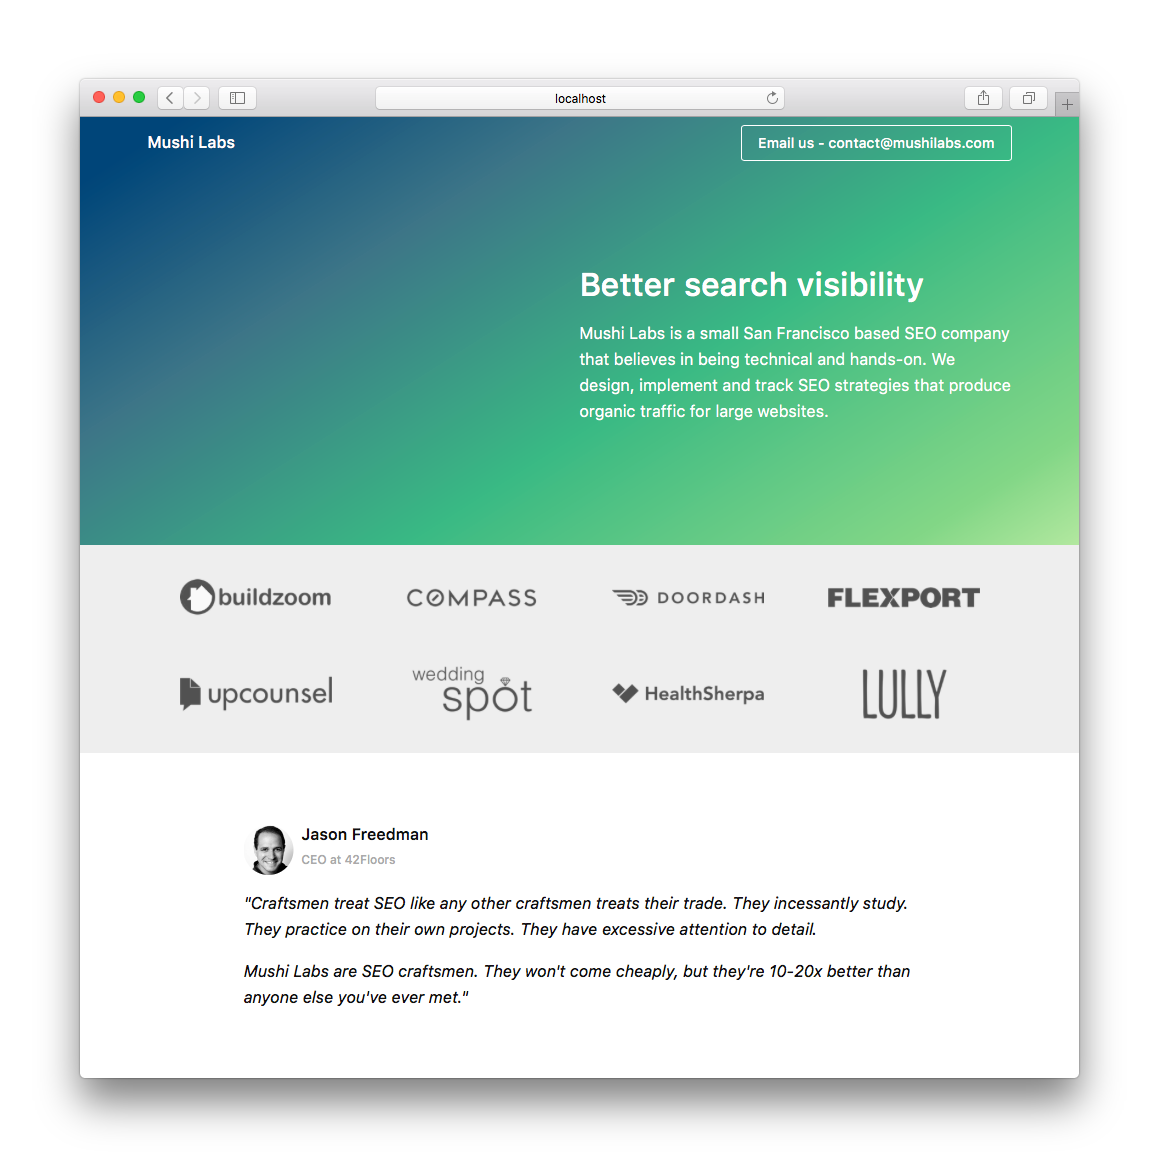 localhost
Mushi Labs
Email us - contact@mushilabs.com
Better search visibility
Mushi Labs is a small San Francisco based SEO company
that believes in being technical and hands-on. We
design, implement and track SEO strategies that produce
organic traffic for large websites.
buildzoom
COMPASS
DOORDASH
FLEXPORT
upcounsel
wedding
spot
HealthSherpa
LULLY
Jason Freedman
CEO at 42Floors
"Craftsmen treat SEO like any other craftsmen treats their trade. They incessantly study.
They practice on their own projects. They have excessive attention to detail.
Mushi Labs are SEO craftsmen. They won't come cheaply, but they're 10-20x better than
anyone else you've ever met."